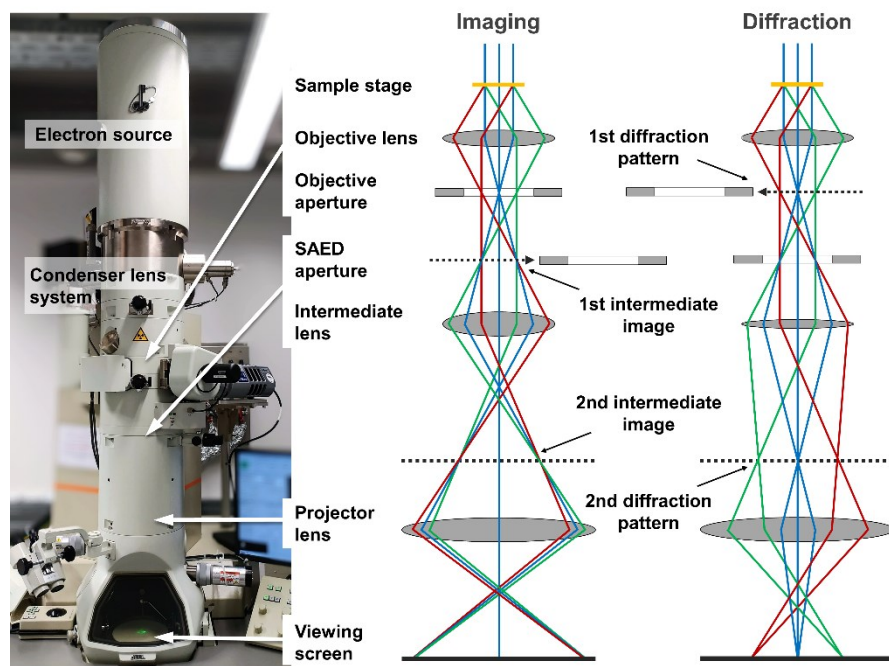 Imaging
Diffraction
Sample stage
Electron source
Objective lens
1st diffraction
pattern
Objective
aperture
SAED
aperture
Condenser lens
system
1st intermediate
image
Intermediate
lens
2nd intermediate
image
2nd diffraction
pattern
Projector
lens
Viewing
screen